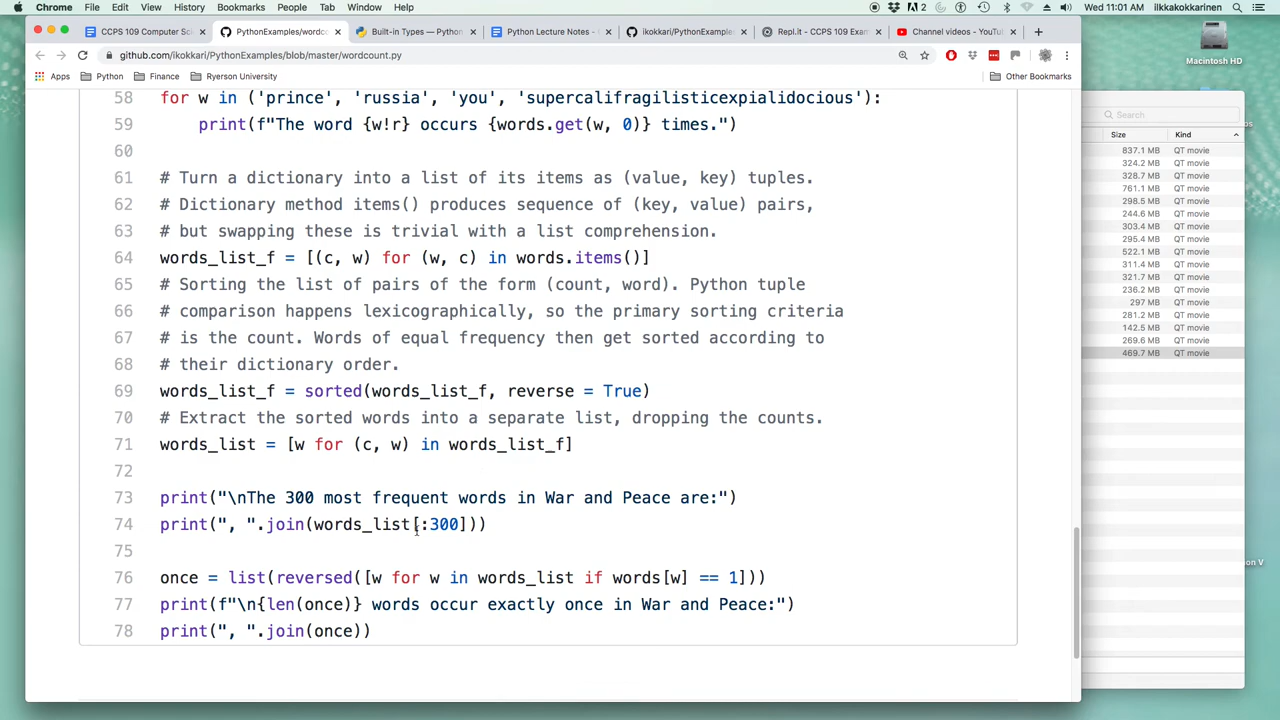 Chrome File Edit View History Bookmarks People Tab Window Help
2 Wed 11:01 AM ilkkakokkarinen
CCPS 109 Computer Sci
PythonExamples/wordco
Built-in Types — Python
Python Lecture Notes - B
ikokkari/PythonExamples
Repl.it - CCPS 109 Exam
Channel videos - YouTu
github.com/ikokkari/PythonExamples/blob/master/wordcount.py
Apps Python Finance Ryerson University Other Bookmarks
58 for w in ('prince', 'russia', 'you', 'supercalifragilisticexpialidocious'):
59 print(f"The word {w!r} occurs {words.get(w, 0)} times.")
60
61 # Turn a dictionary into a list of its items as (value, key) tuples.
62 # Dictionary method items() produces sequence of (key, value) pairs,
63 # but swapping these is trivial with a list comprehension.
64 words_list_f = [(c, w) for (w, c) in words.items()]
65 # Sorting the list of pairs of the form (count, word). Python tuple
66 # comparison happens lexicographically, so the primary sorting criteria
67 # is the count. Words of equal frequency then get sorted according to
68 # their dictionary order.
69 words_list_f = sorted(words_list_f, reverse = True)
70 # Extract the sorted words into a separate list, dropping the counts.
71 words_list = [w for (c, w) in words_list_f]
72
73 print("\nThe 300 most frequent words in War and Peace are:")
74 print(", ".join(words_list[:300]))
75
76 once = list(reversed([w for w in words_list if words[w] == 1]))
77 print(f"\n{len(once)} words occur exactly once in War and Peace:")
78 print(", ".join(once))
Macintosh HD
Search
Size Kind
837.1 MB QT movie
324.2 MB QT movie
328.7 MB QT movie
761.1 MB QT movie
298.5 MB QT movie
244.6 MB QT movie
303.4 MB QT movie
295.4 MB QT movie
522.1 MB QT movie
311.4 MB QT movie
321.7 MB QT movie
236.2 MB QT movie
297 MB QT movie
281.2 MB QT movie
142.5 MB QT movie
269.6 MB QT movie
469.7 MB QT movie
on V